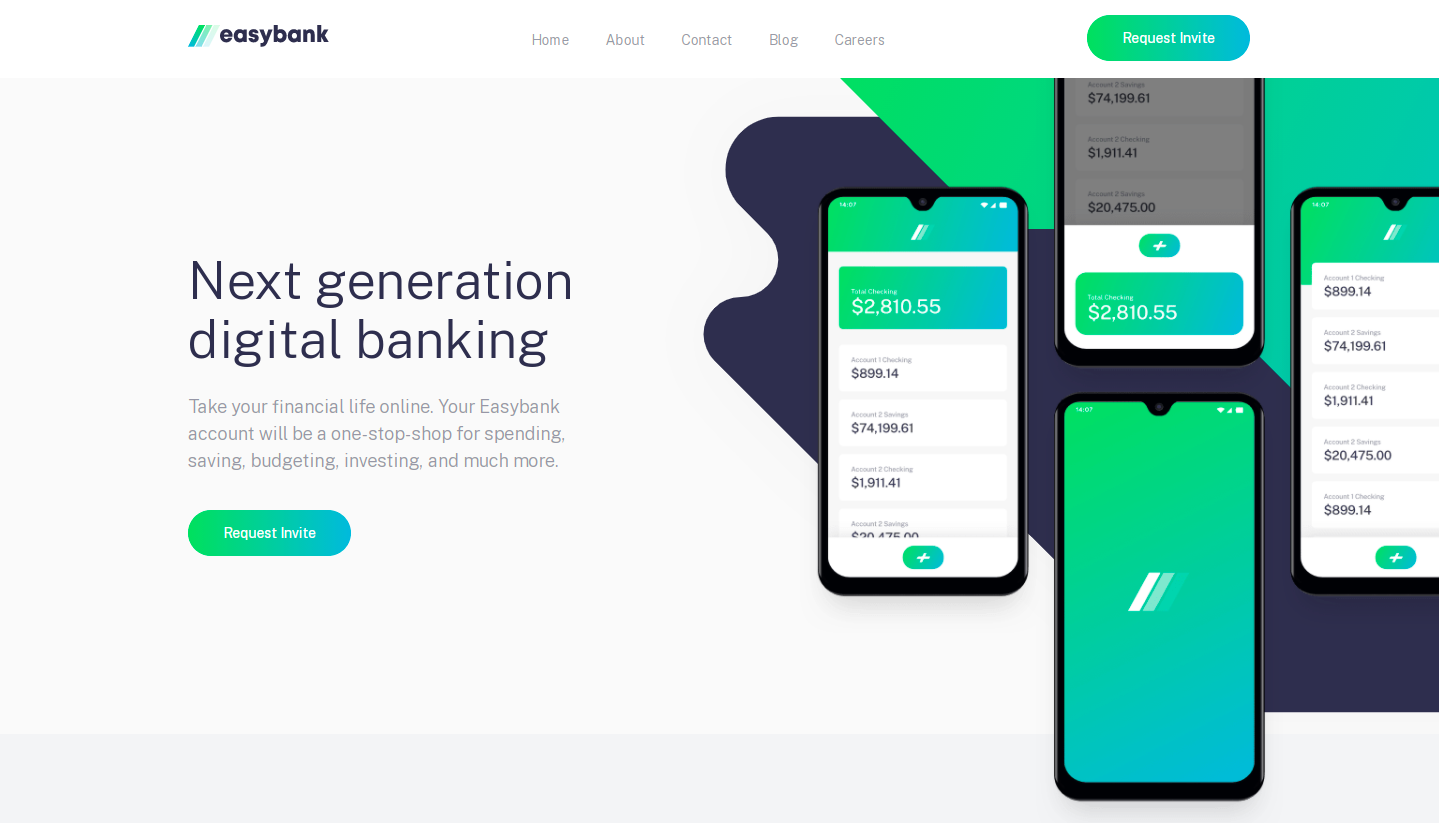 easybank
Home
About
Contact
Blog
Careers
Request Invite
Next generation
digital banking
Take your financial life online. Your Easybank
account will be a one-stop-shop for spending,
saving, budgeting, investing, and much more.
Request Invite
14:07
Total Checking
$2,810.55
Account 1 Checking
$899.14
Account 2 Savings
$74,199.61
Account 2 Checking
$1,911.41
Account 2 Savings
$20,475.00
Account 2 Savings
$74,199.61
Account 2 Checking
$1,911.41
Account 2 Savings
$20,475.00
Total Checking
$2,810.55
14:07
14:07
Account 1 Checking
$899.14
Account 2 Savings
$74,199.61
Account 2 Checking
$1,911.41
Account 2 Savings
$20,475.00
Account 1 Checking
$899.14